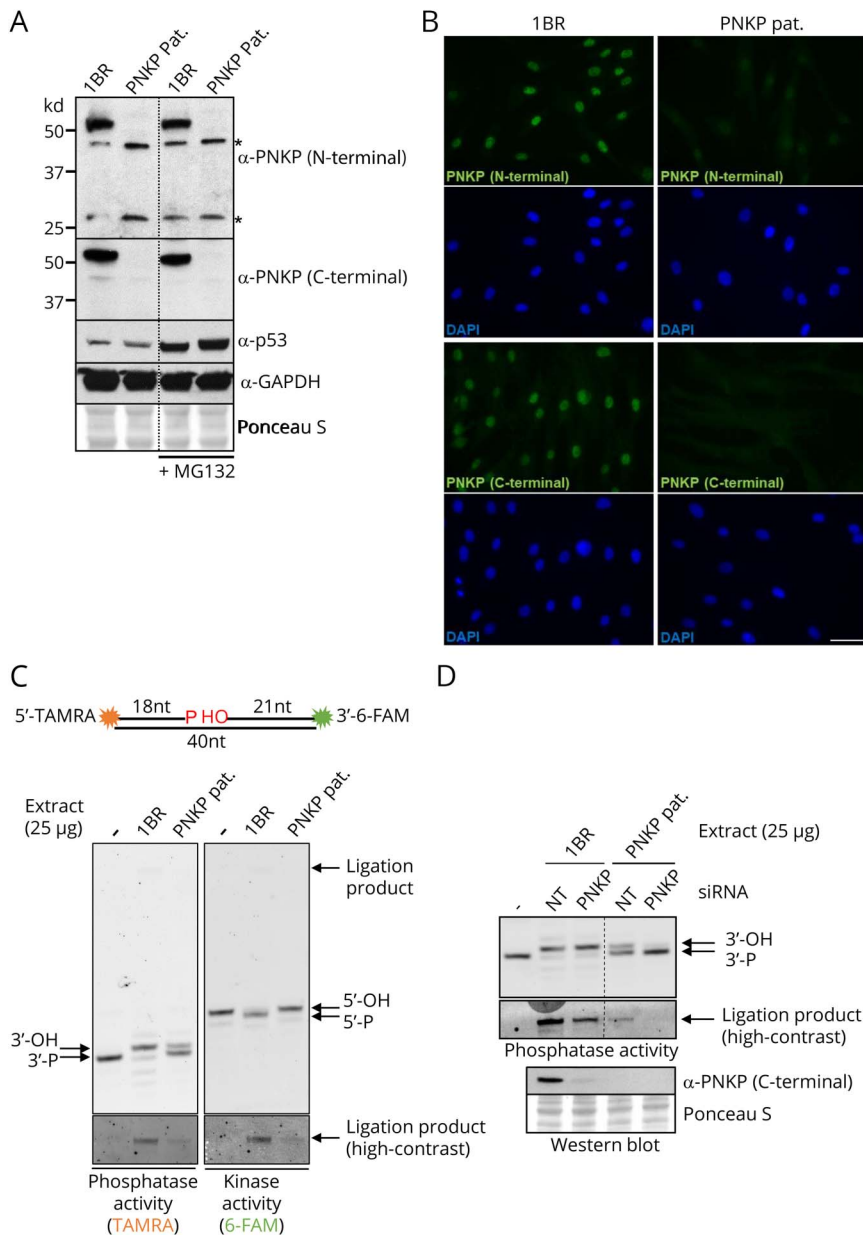 A
1BR
PNKP Pat.
1BR
PNKP Pat.
kd
50
37
25
50
37
*
α-PNKP (N-terminal)
*
α-PNKP (C-terminal)
α-p53
α-GAPDH
Ponceau S
+ MG132
B
1BR
PNKP pat.
PNKP (N-terminal)
PNKP (N-terminal)
DAPI
DAPI
PNKP (C-terminal)
PNKP (C-terminal)
DAPI
DAPI
C
5′-TAMRA
18nt
P HO
21nt
3′-6-FAM
40nt
Extract
(25 µg)
-
1BR
PNKP pat.
-
1BR
PNKP pat.
Ligation
product
5′-OH
5′-P
3′-OH
3′-P
Ligation product
(high-contrast)
Phosphatase
activity
(TAMRA)
Kinase
activity
(6-FAM)
D
1BR
PNKP pat.
Extract (25 µg)
-
NT
PNKP
NT
PNKP
siRNA
3′-OH
3′-P
Ligation product
(high-contrast)
Phosphatase activity
α-PNKP (C-terminal)
Ponceau S
Western blot